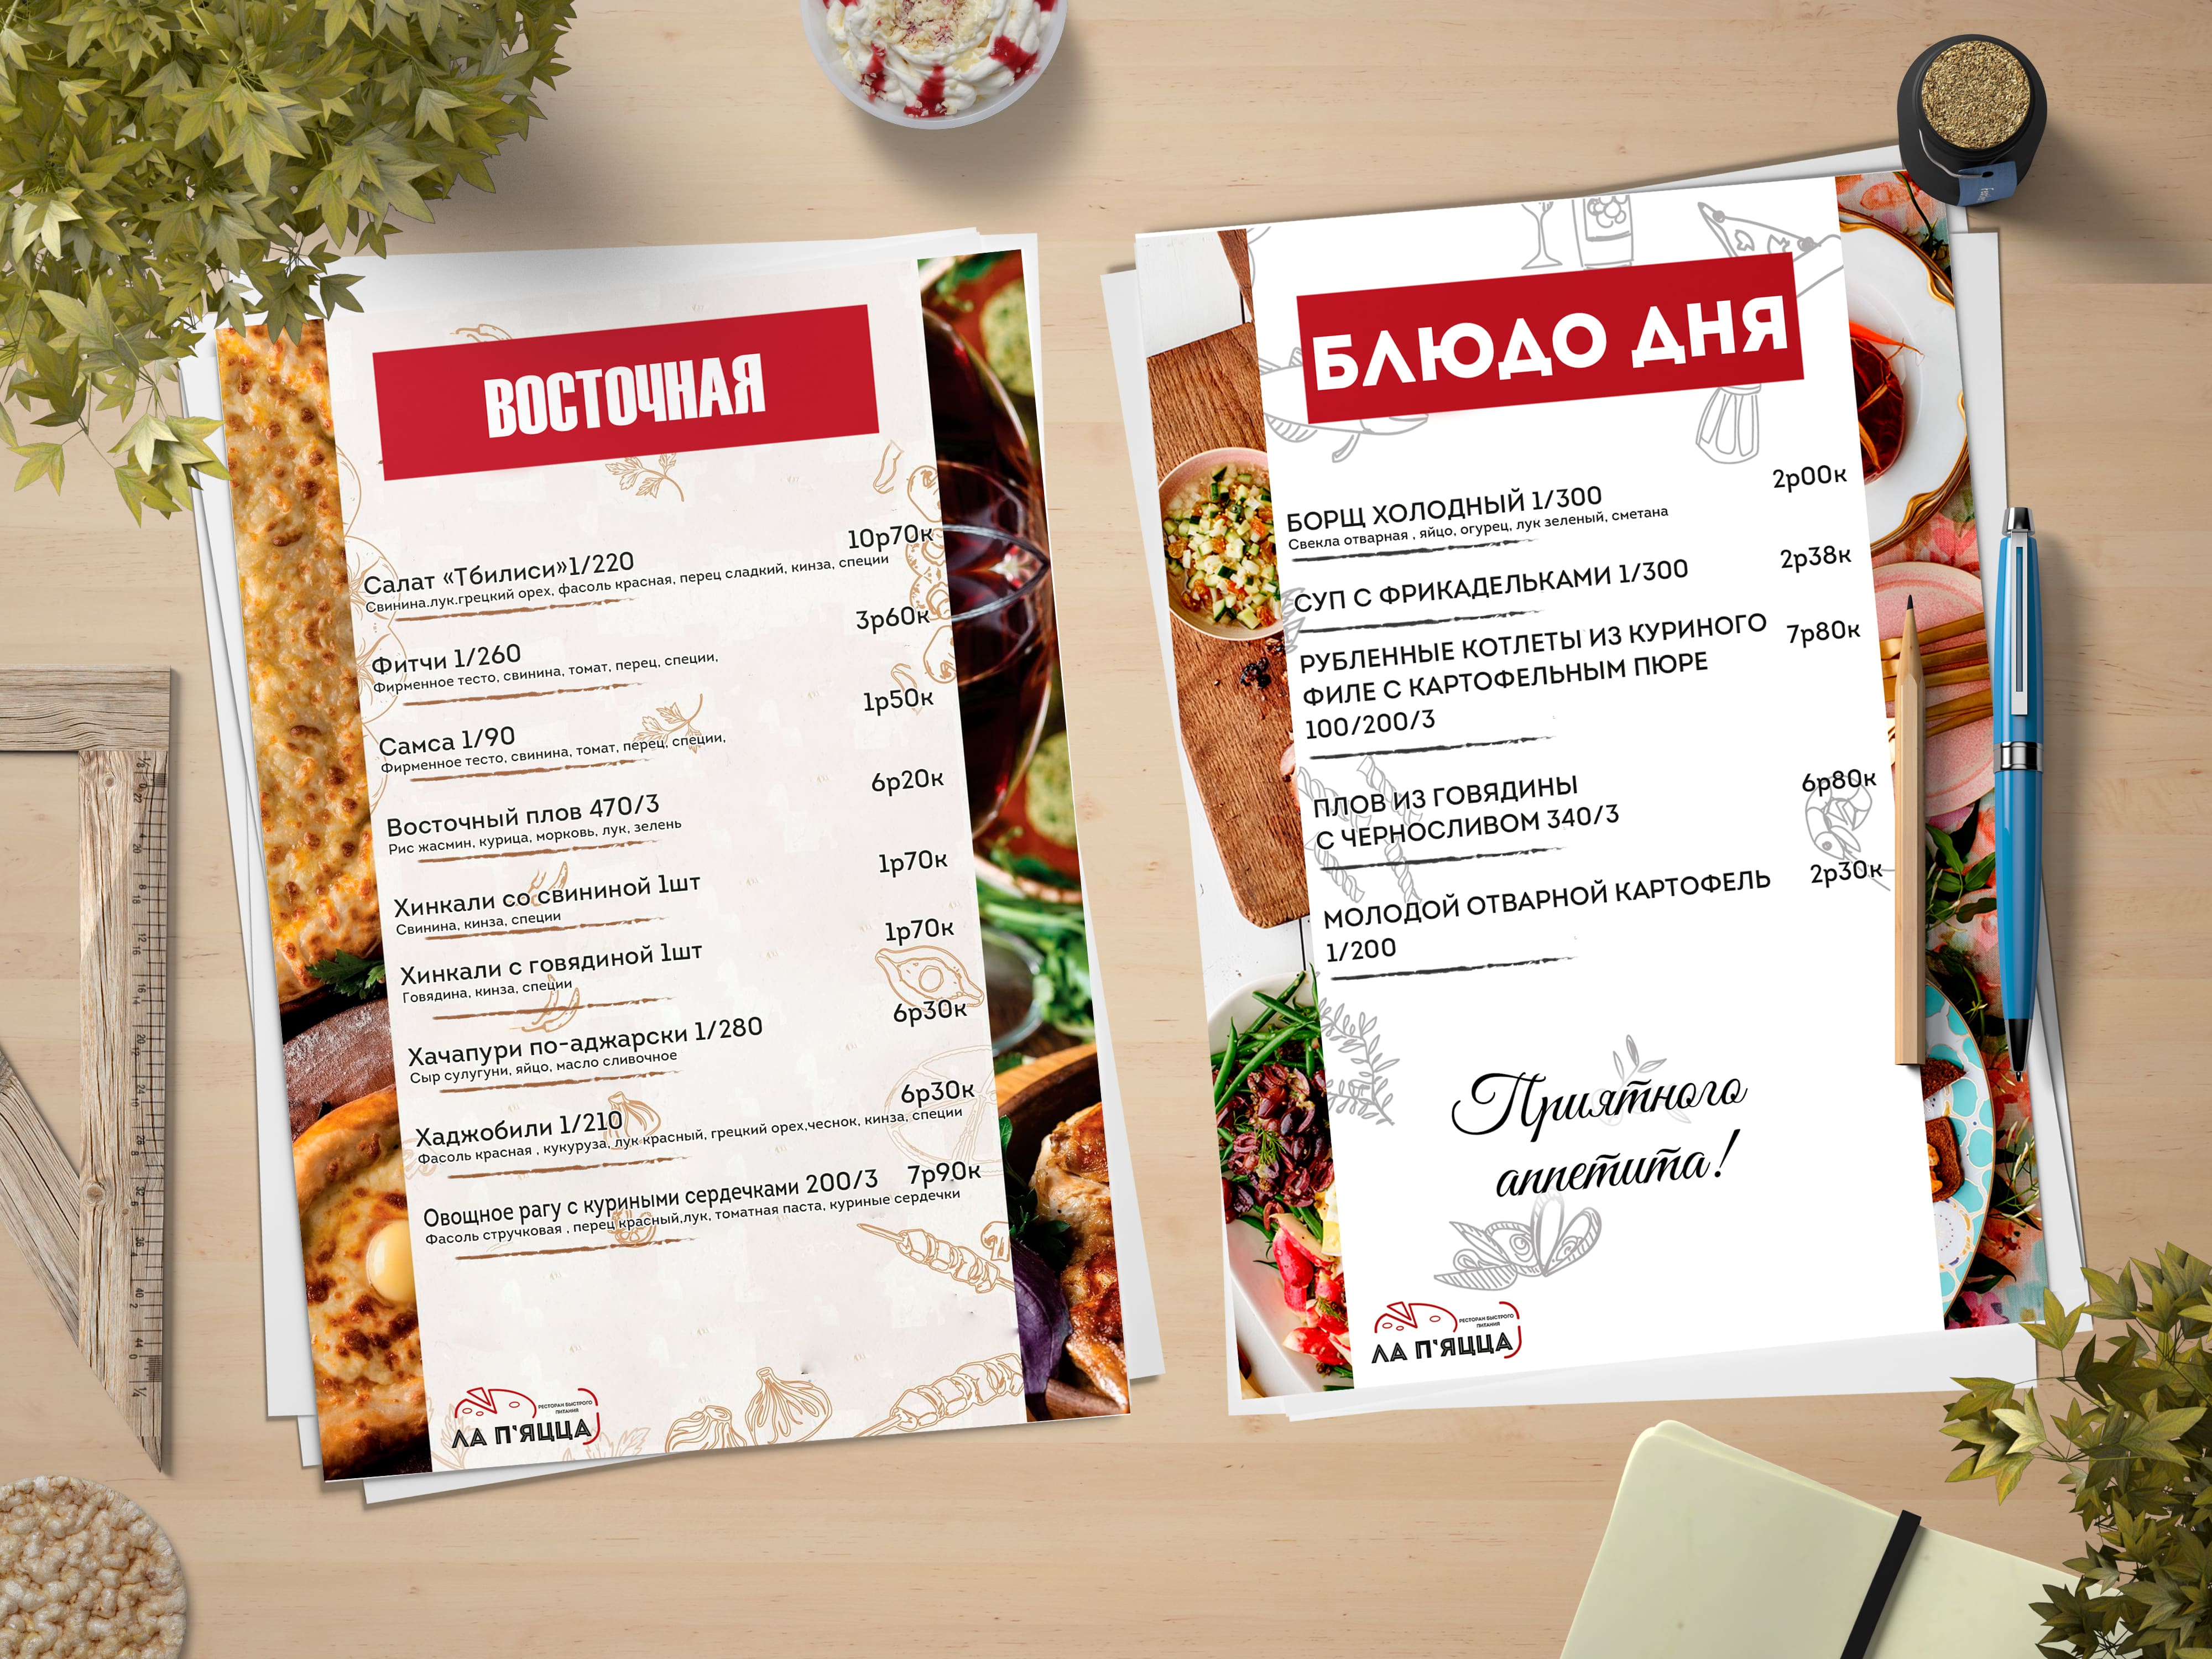 ВОСТОЧНАЯ
10р70к
Салат «Тбилиси»1/220
Свинина.лук.грецкий орех, фасоль красная, перец сладкий, кинза, специи
3р60к
Фитчи 1/260
Фирменное тесто, свинина, томат, перец, специи,
1р50к
Самса 1/90
Фирменное тесто, свинина, томат, перец, специи,
6р20к
Восточный плов 470/3
Рис жасмин, курица, морковь, лук, зелень
1р70к
Хинкали со свининой 1шт
Свинина, кинза, специи
1р70к
Хинкали с говядиной 1шт
Говядина, кинза, специи
6р30к
Хачапури по-аджарски 1/280
Сыр сулугуни, яйцо, масло сливочное
6р30к
Хаджобили 1/210
Фасоль красная , кукуруза, лук красный, грецкий орех,чеснок, кинза, специи
Овощное рагу с куриными сердечками 200/3 7р90к
Фасоль стручковая , перец красный,лук, томатная паста, куриные сердечки
РЕСТОРАН БЫСТРОГО
ПИТАНИЯ
ЛА П'ЯЦЦА
БЛЮДО ДНЯ
2р00к
БОРЩ ХОЛОДНЫЙ 1/300
Свекла отварная , яйцо, огурец, лук зеленый, сметана
2р38к
СУП С ФРИКАДЕЛЬКАМИ 1/300
РУБЛЕННЫЕ КОТЛЕТЫ ИЗ КУРИНОГО 7р80к
ФИЛЕ С КАРТОФЕЛЬНЫМ ПЮРЕ
100/200/3
ПЛОВ ИЗ ГОВЯДИНЫ 6р80к
С ЧЕРНОСЛИВОМ 340/3
МОЛОДОЙ ОТВАРНОЙ КАРТОФЕЛЬ 2р30к
1/200
Приятного
аппетита!
РЕСТОРАН БЫСТРОГО
ПИТАНИЯ
ЛА П'ЯЦЦА